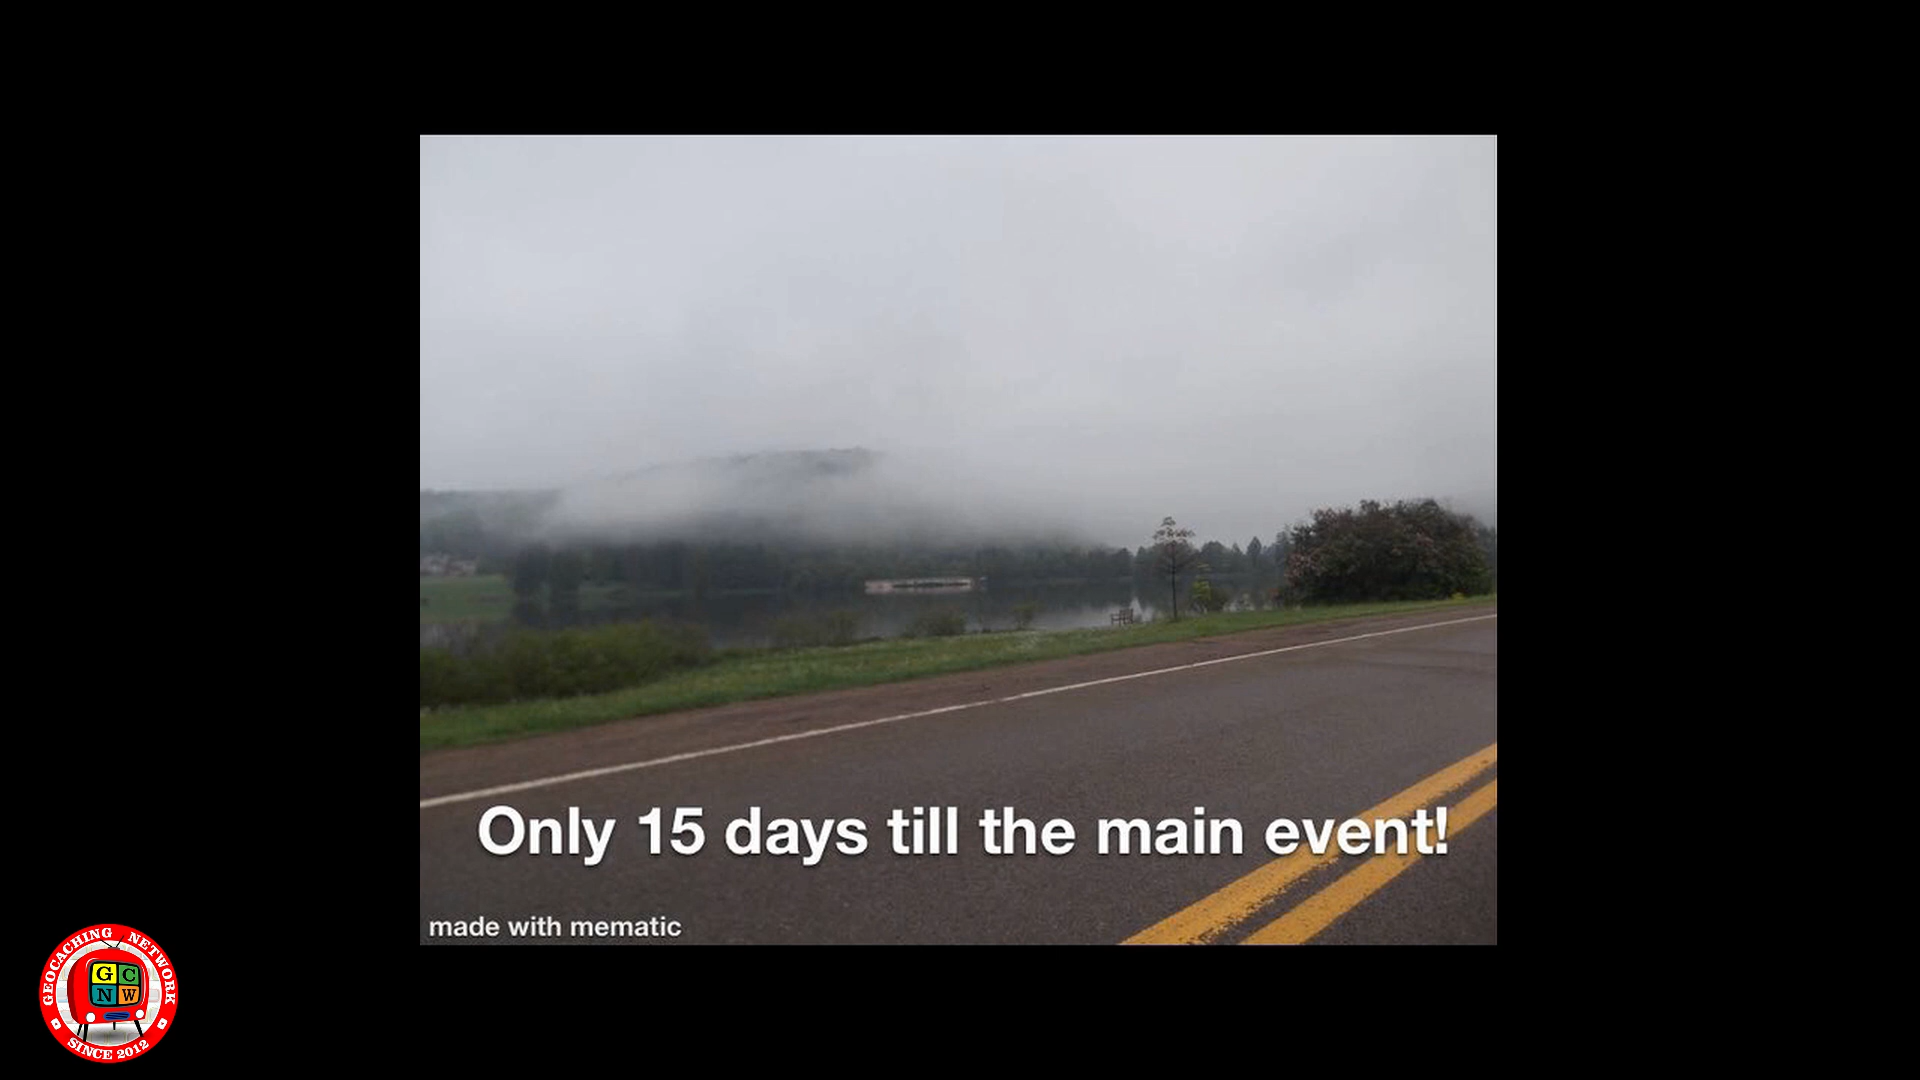 Only 15 days till the main event!
made with mematic
GEOCACHING NETWORK
G C
N W
SINCE 2012